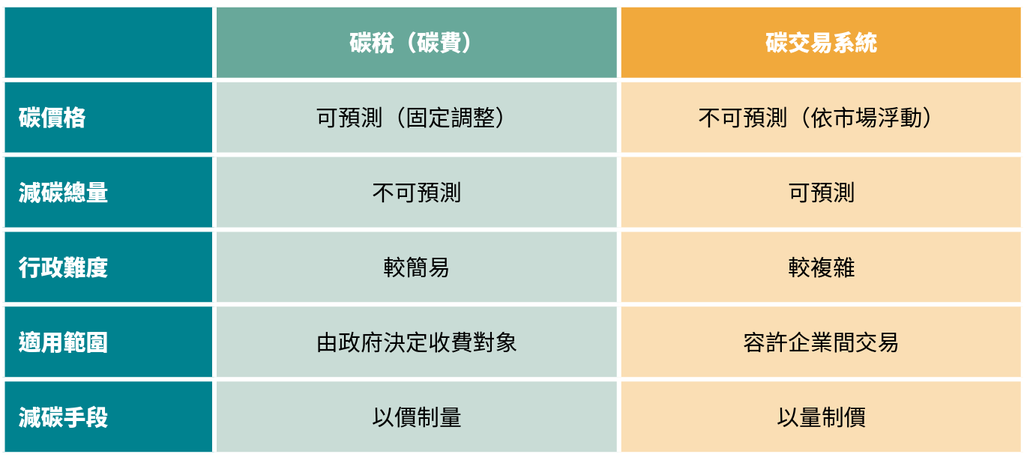 碳稅（碳費） 碳交易系統
碳價格 可預測（固定調整） 不可預測（依市場浮動）
減碳總量 不可預測 可預測
行政難度 較簡易 較複雜
適用範圍 由政府決定收費對象 容許企業間交易
減碳手段 以價制量 以量制價